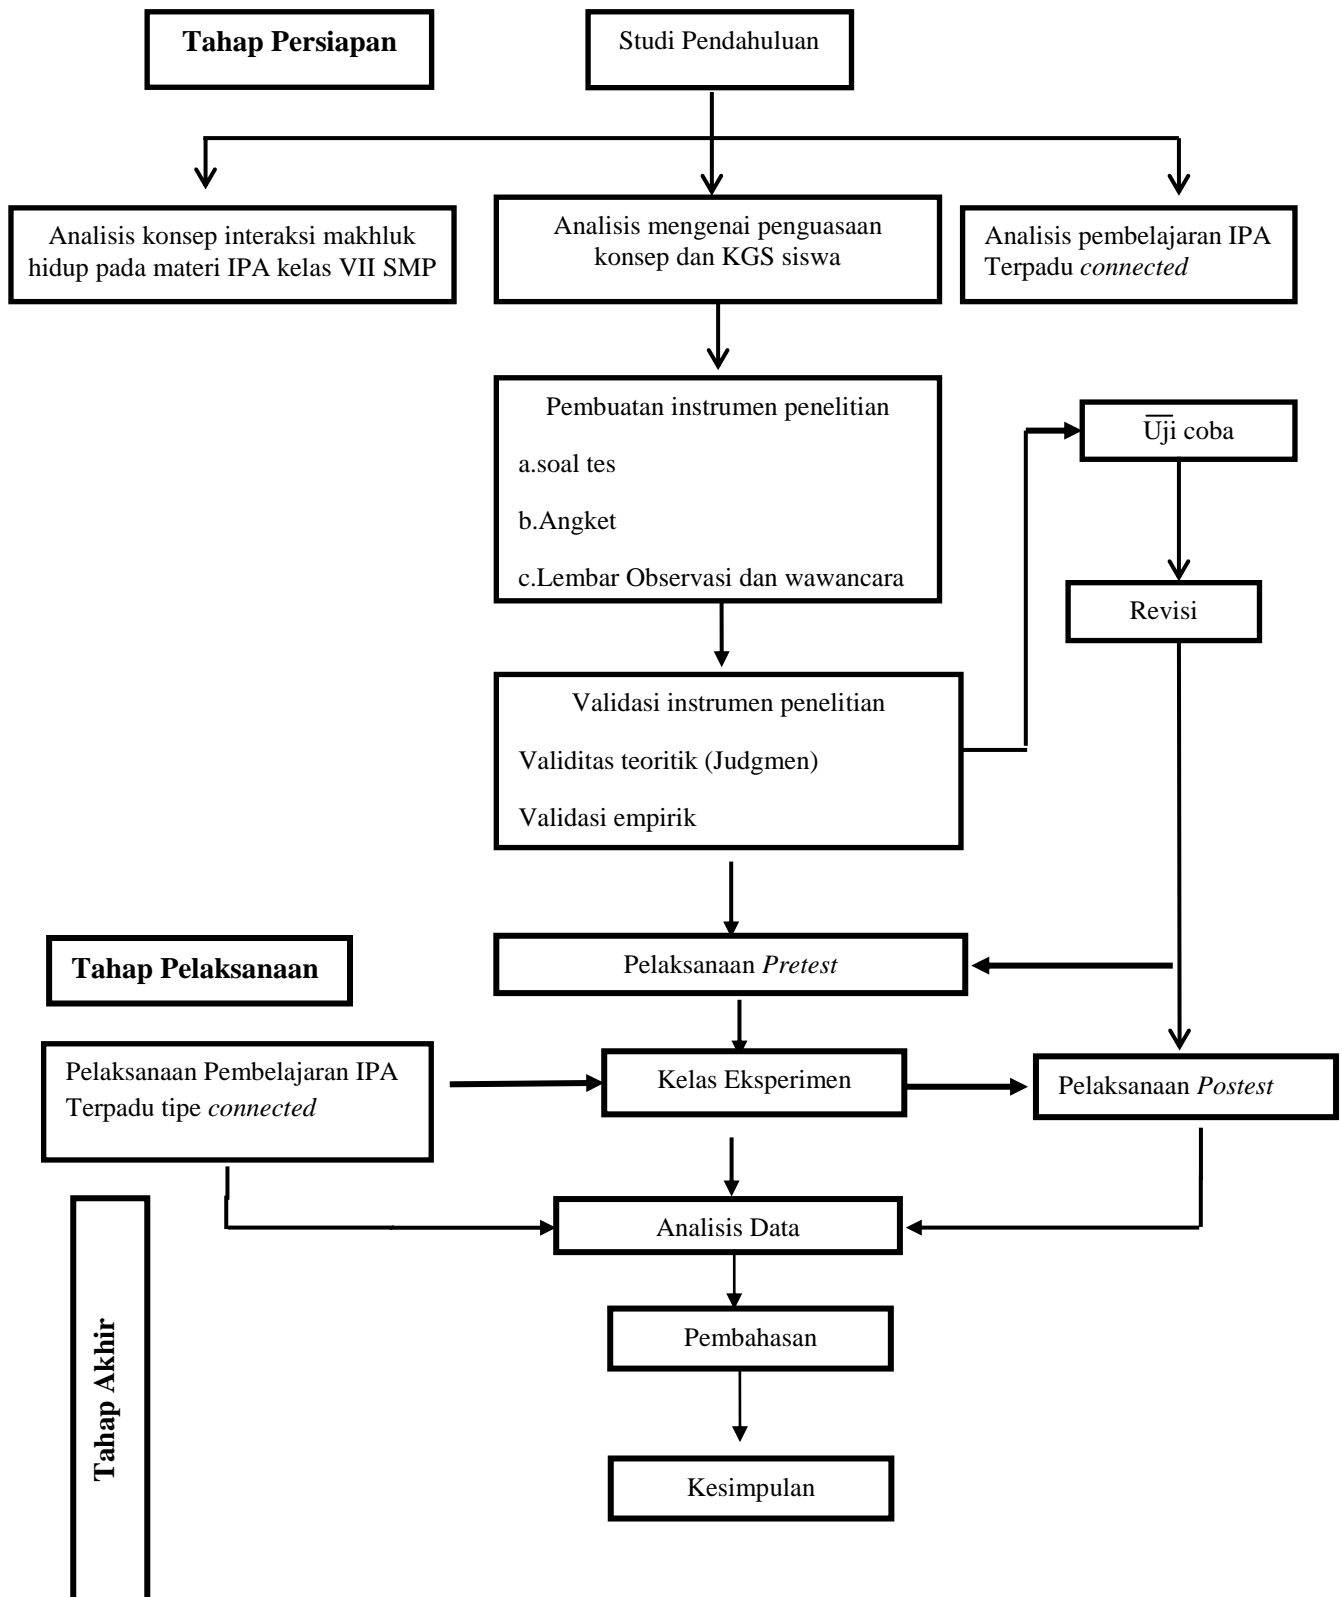 Tahap Persiapan
Studi Pendahuluan
Analisis konsep interaksi makhluk
hidup pada materi IPA kelas VII SMP
Analisis mengenai penguasaan
konsep dan KGS siswa
Analisis pembelajaran IPA
Terpadu connected
Pembuatan instrumen penelitian
a.soal tes
b.Angket
c.Lembar Observasi dan wawancara
Uji coba
Revisi
Validasi instrumen penelitian
Validitas teoritik (Judgmen)
Validasi empirik
Pelaksanaan Pretest
Tahap Pelaksanaan
Pelaksanaan Pembelajaran IPA
Terpadu tipe connected
Kelas Eksperimen
Pelaksanaan Postest
Analisis Data
Pembahasan
Tahap Akhir
Kesimpulan